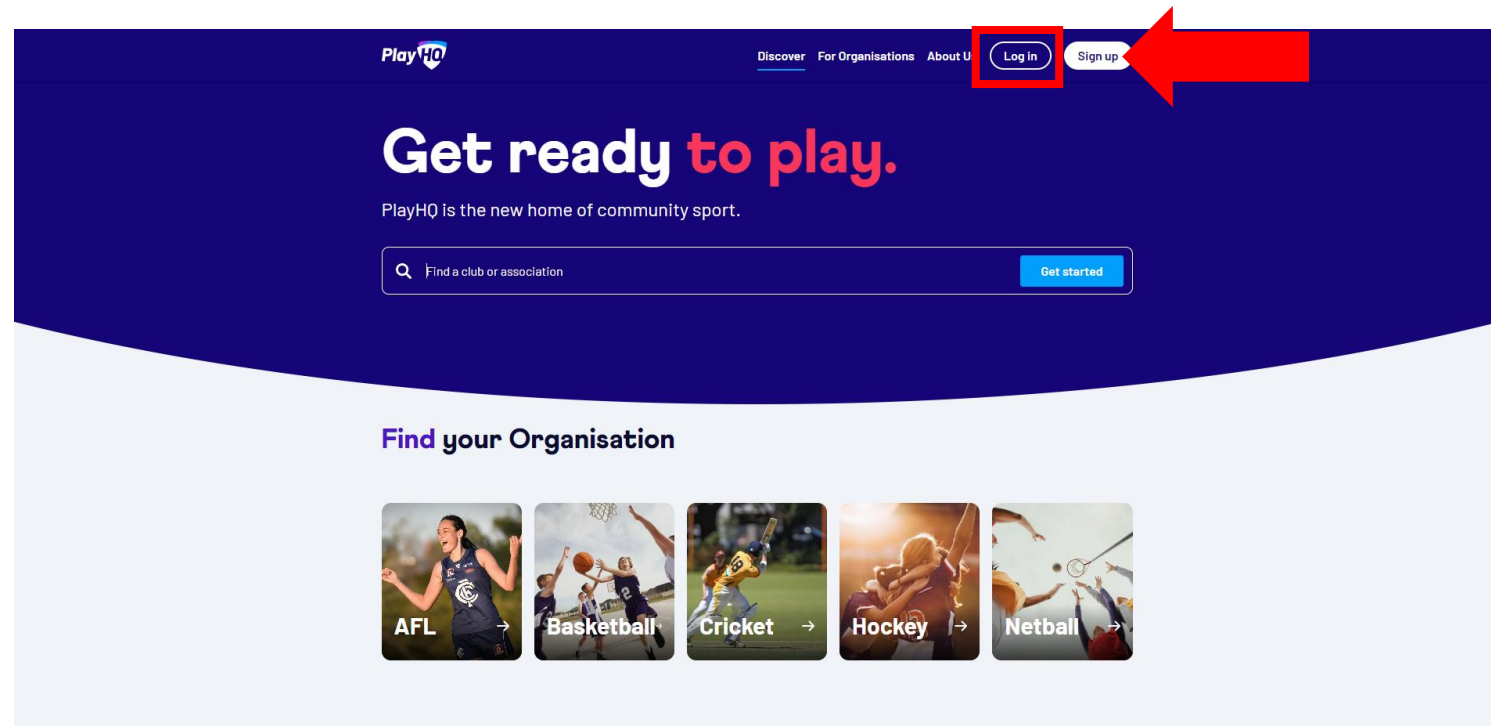 PlayHQ
Discover For Organisations About U Log in Sign up
Get ready to play.
PlayHQ is the new home of community sport.
Find a club or association Get started
Find your Organisation
AFL → Basketball → Cricket → Hockey → Netball →